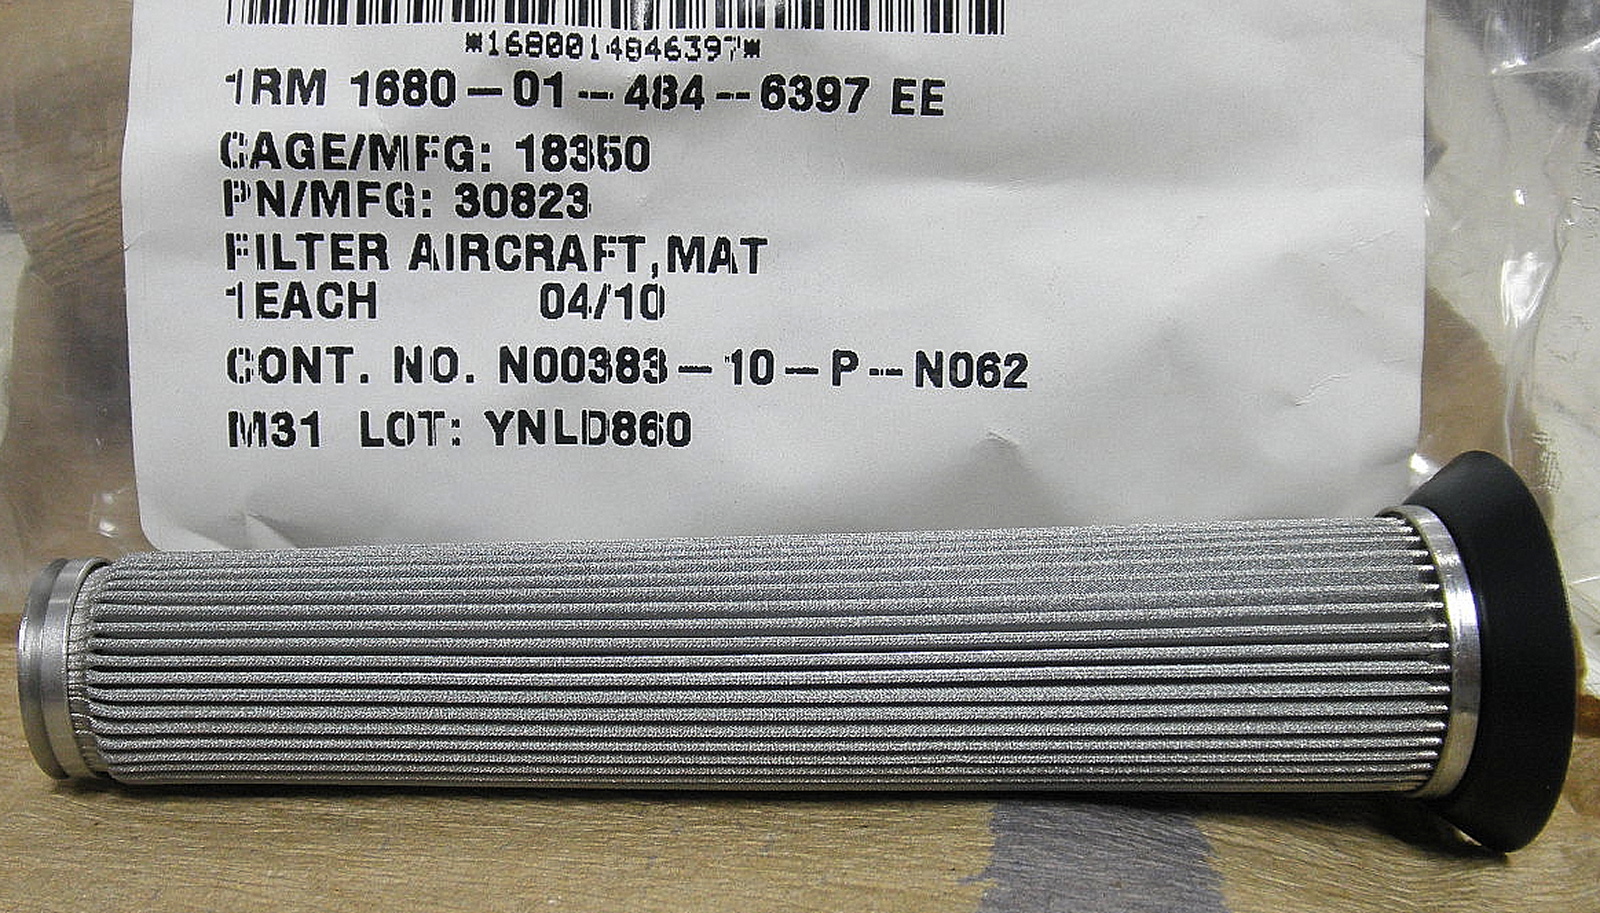 *1680014846397*
1RM 1680-01-484-6397 EE
CAGE/MFG: 18350
PN/MFG: 30823
FILTER AIRCRAFT,MAT
1EACH 04/10
CONT. NO. N00383-10-P-N062
M31 LOT: YNLD860